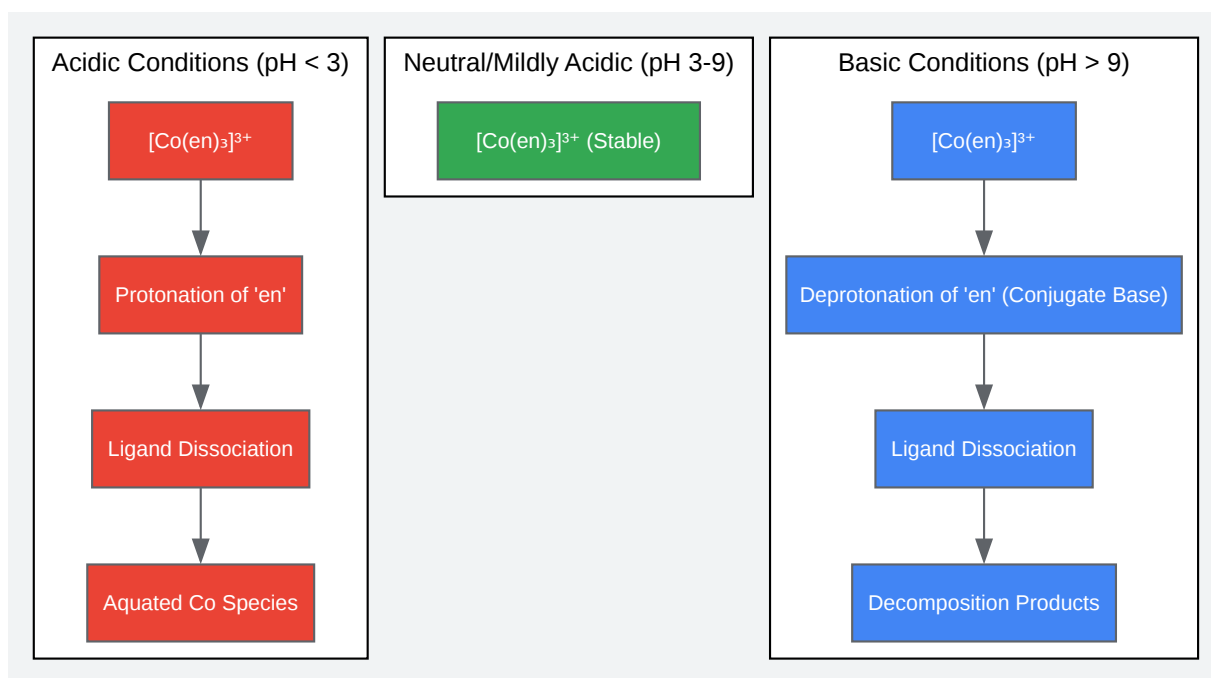 Acidic Conditions (pH < 3)
[Co(en)₃]³⁺
Protonation of 'en'
Ligand Dissociation
Aquated Co Species
Neutral/Mildly Acidic (pH 3-9)
[Co(en)₃]³⁺ (Stable)
Basic Conditions (pH > 9)
[Co(en)₃]³⁺
Deprotonation of 'en' (Conjugate Base)
Ligand Dissociation
Decomposition Products